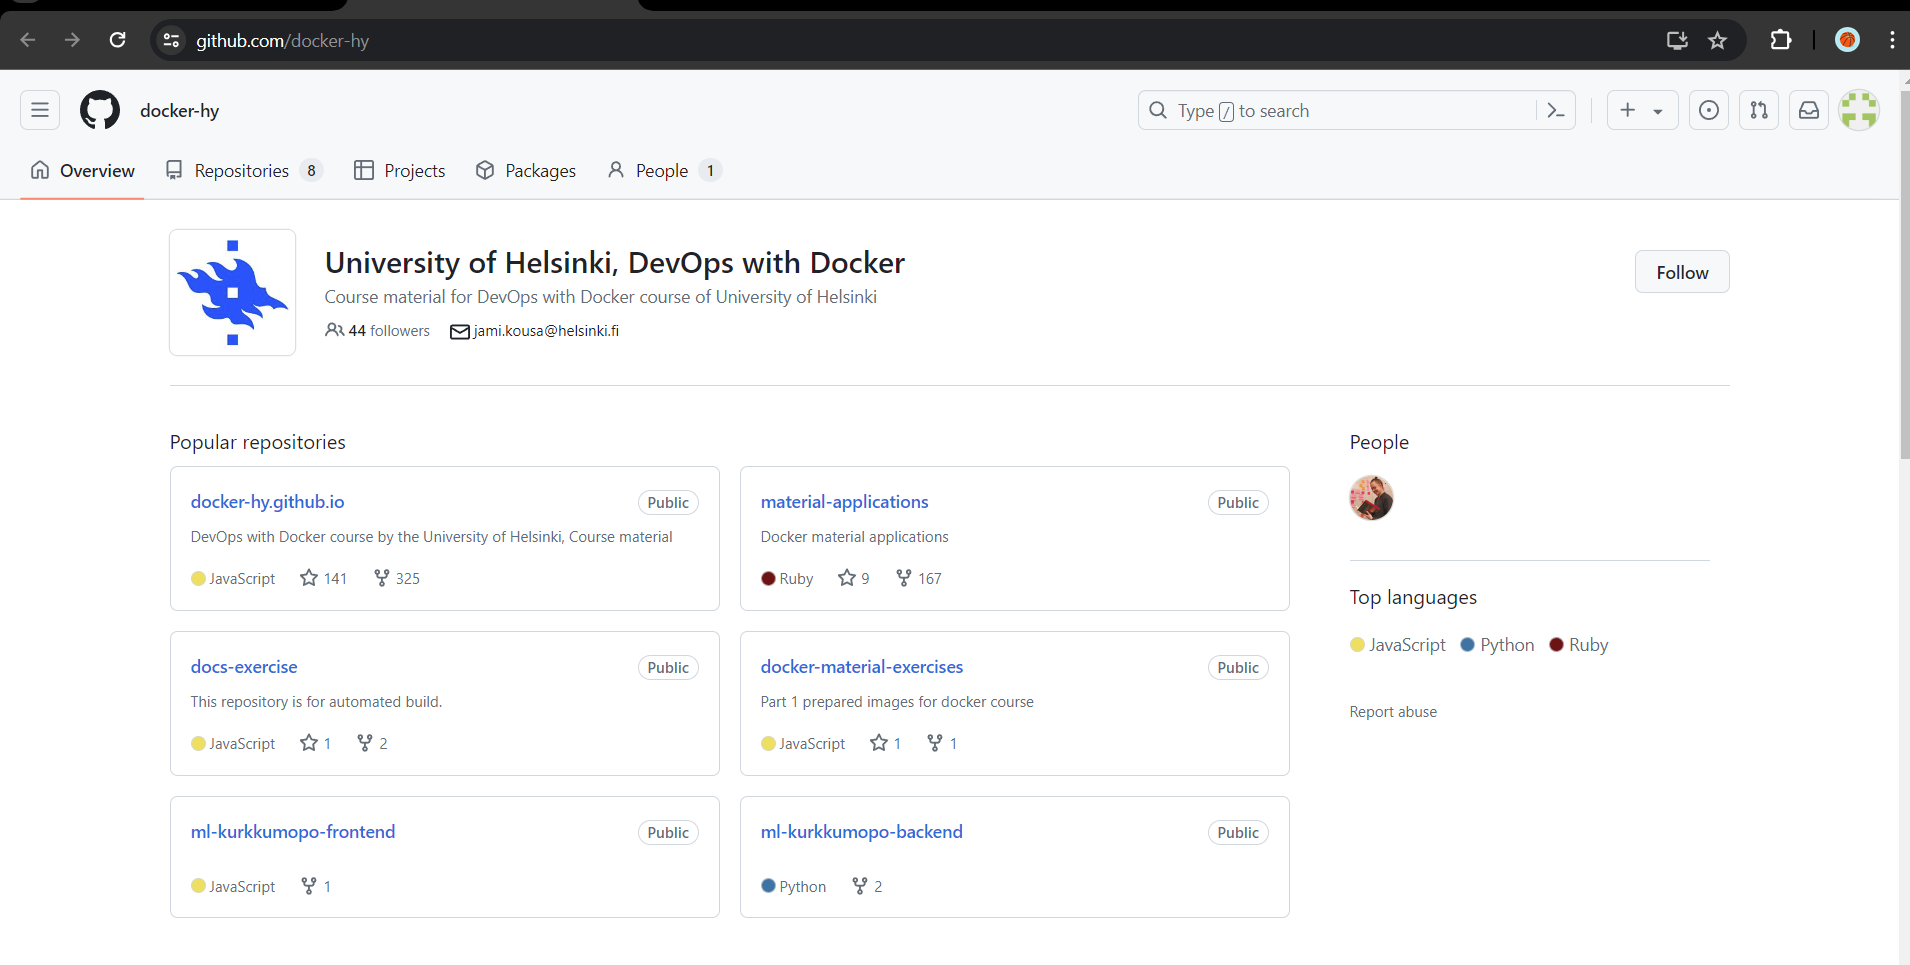 github.com/docker-hy
docker-hy
Type / to search
Overview
Repositories 8
Projects
Packages
People 1
University of Helsinki, DevOps with Docker
Follow
Course material for DevOps with Docker course of University of Helsinki
44 followers
jami.kousa@helsinki.fi
Popular repositories
docker-hy.github.io
Public
DevOps with Docker course by the University of Helsinki, Course material
JavaScript 141 325
material-applications
Public
Docker material applications
Ruby 9 167
docs-exercise
Public
This repository is for automated build.
JavaScript 1 2
docker-material-exercises
Public
Part 1 prepared images for docker course
JavaScript 1 1
ml-kurkkumopo-frontend
Public
JavaScript 1
ml-kurkkumopo-backend
Public
Python 2
People
Top languages
JavaScript Python Ruby
Report abuse